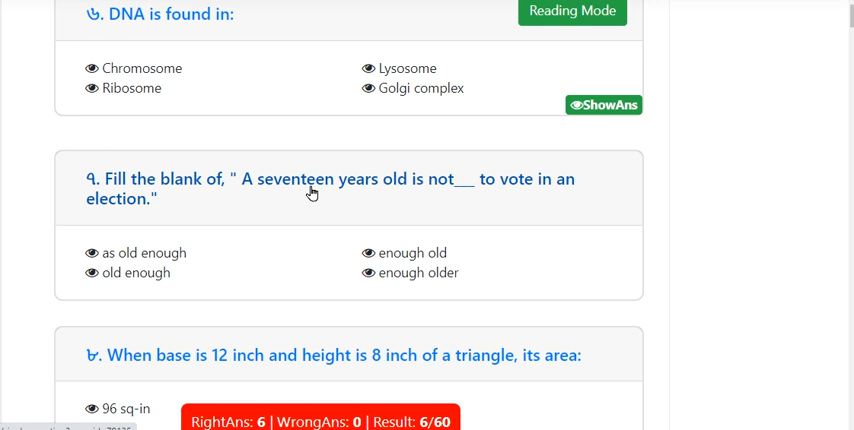 ৬. DNA is found in:
Reading Mode
Chromosome
Lysosome
Ribosome
Golgi complex
ShowAns
৭. Fill the blank of, " A seventeen years old is not___ to vote in an
election."
as old enough
enough old
old enough
enough older
৮. When base is 12 inch and height is 8 inch of a triangle, its area:
96 sq-in
RightAns: 6 | WrongAns: 0 | Result: 6/60